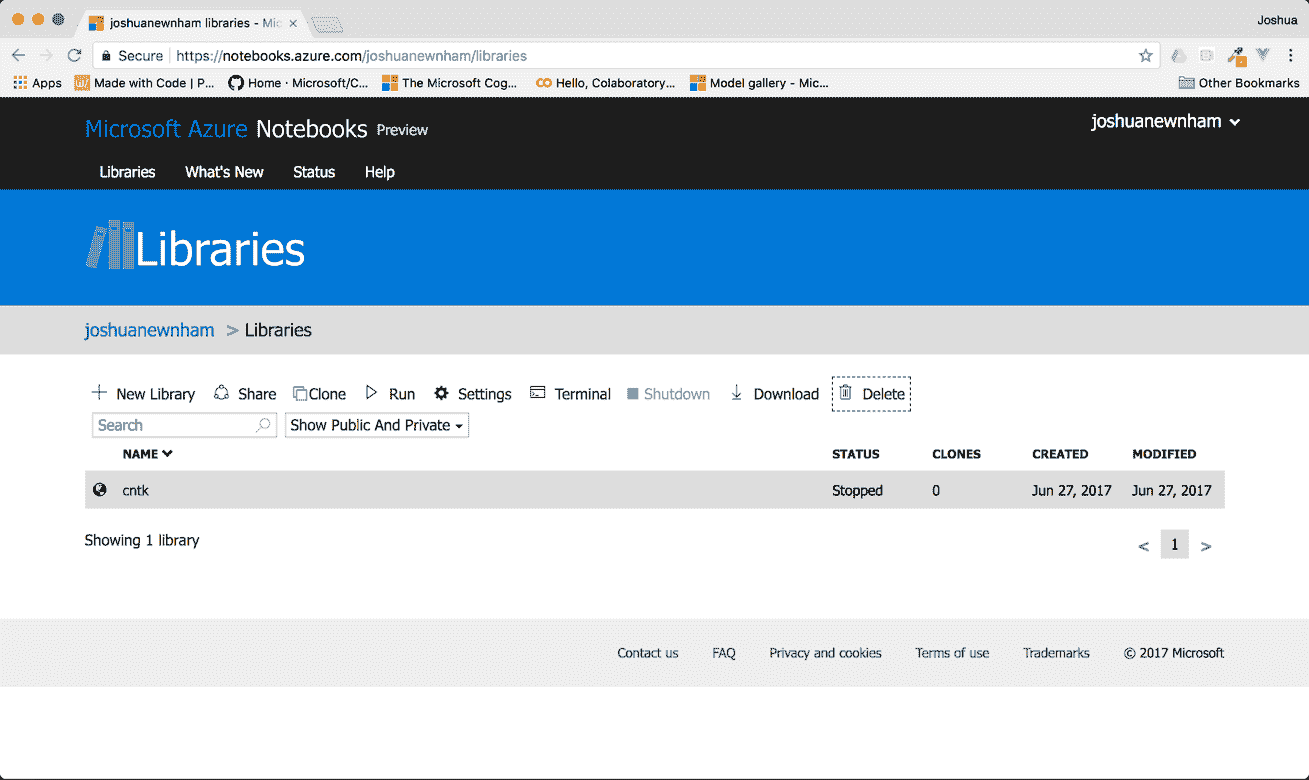 joshuanewnham libraries - Mic
Joshua
Secure https://notebooks.azure.com/joshuanewnham/libraries
Apps Made with Code | P... Home · Microsoft/C... The Microsoft Cog... CO Hello, Colaboratory... Model gallery - Mic... Other Bookmarks
Microsoft Azure Notebooks Preview
joshuanewnham
Libraries What's New Status Help
Libraries
joshuanewnham > Libraries
New Library Share Clone Run Settings Terminal Shutdown Download Delete
Search Show Public And Private
NAME STATUS CLONES CREATED MODIFIED
cntk Stopped 0 Jun 27, 2017 Jun 27, 2017
Showing 1 library
< 1 >
Contact us FAQ Privacy and cookies Terms of use Trademarks © 2017 Microsoft